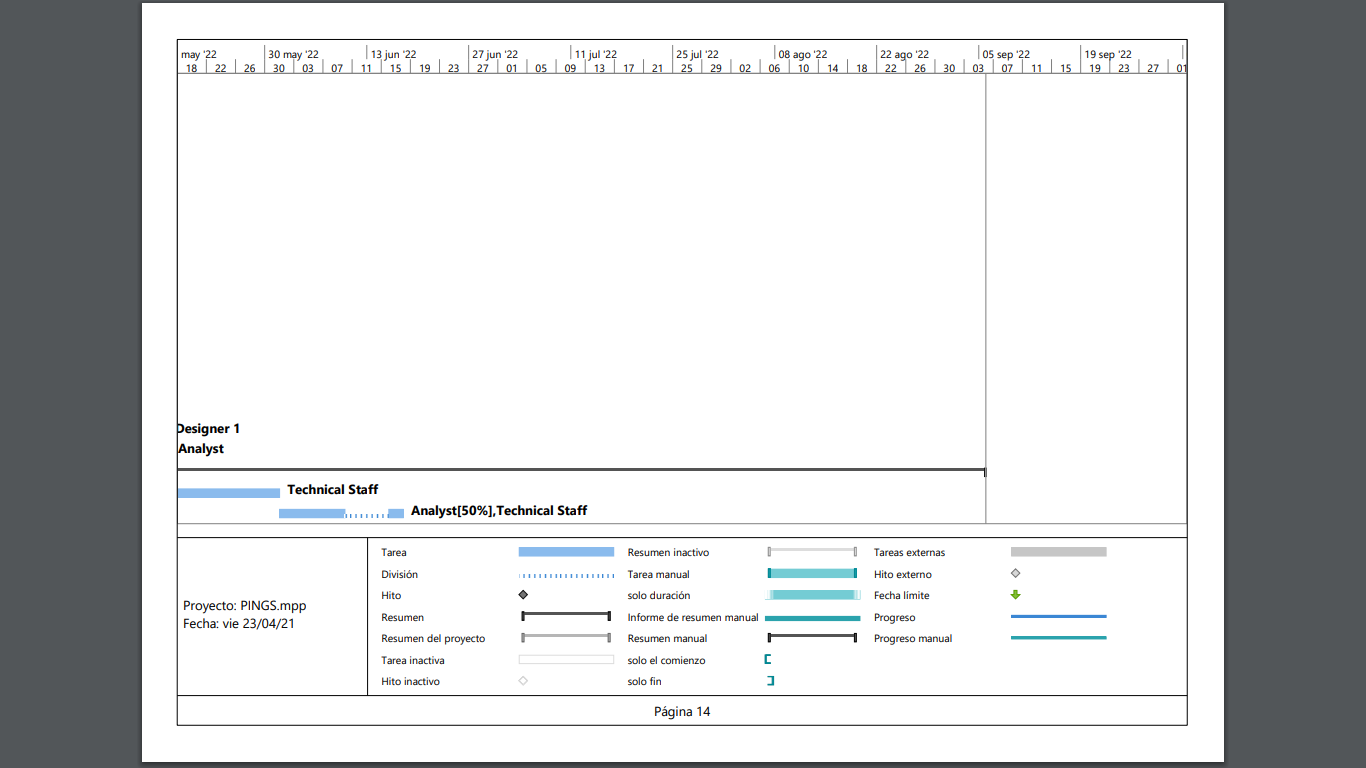 may '22 30 may '22 13 jun '22 27 jun '22 11 jul '22 25 jul '22 08 ago '22 22 ago '22 05 sep '22 19 sep '22
18 22 26 30 03 07 11 15 19 23 27 01 05 09 13 17 21 25 29 02 06 10 14 18 22 26 30 03 07 11 15 19 23 27 01
Designer 1
Analyst
Technical Staff
Analyst[50%],Technical Staff
Proyecto: PINGS.mpp
Fecha: vie 23/04/21
Tarea
División
Hito
Resumen
Resumen del proyecto
Tarea inactiva
Hito inactivo
Resumen inactivo
Tarea manual
solo duración
Informe de resumen manual
Resumen manual
solo el comienzo
solo fin
Tareas externas
Hito externo
Fecha límite
Progreso
Progreso manual
Página 14